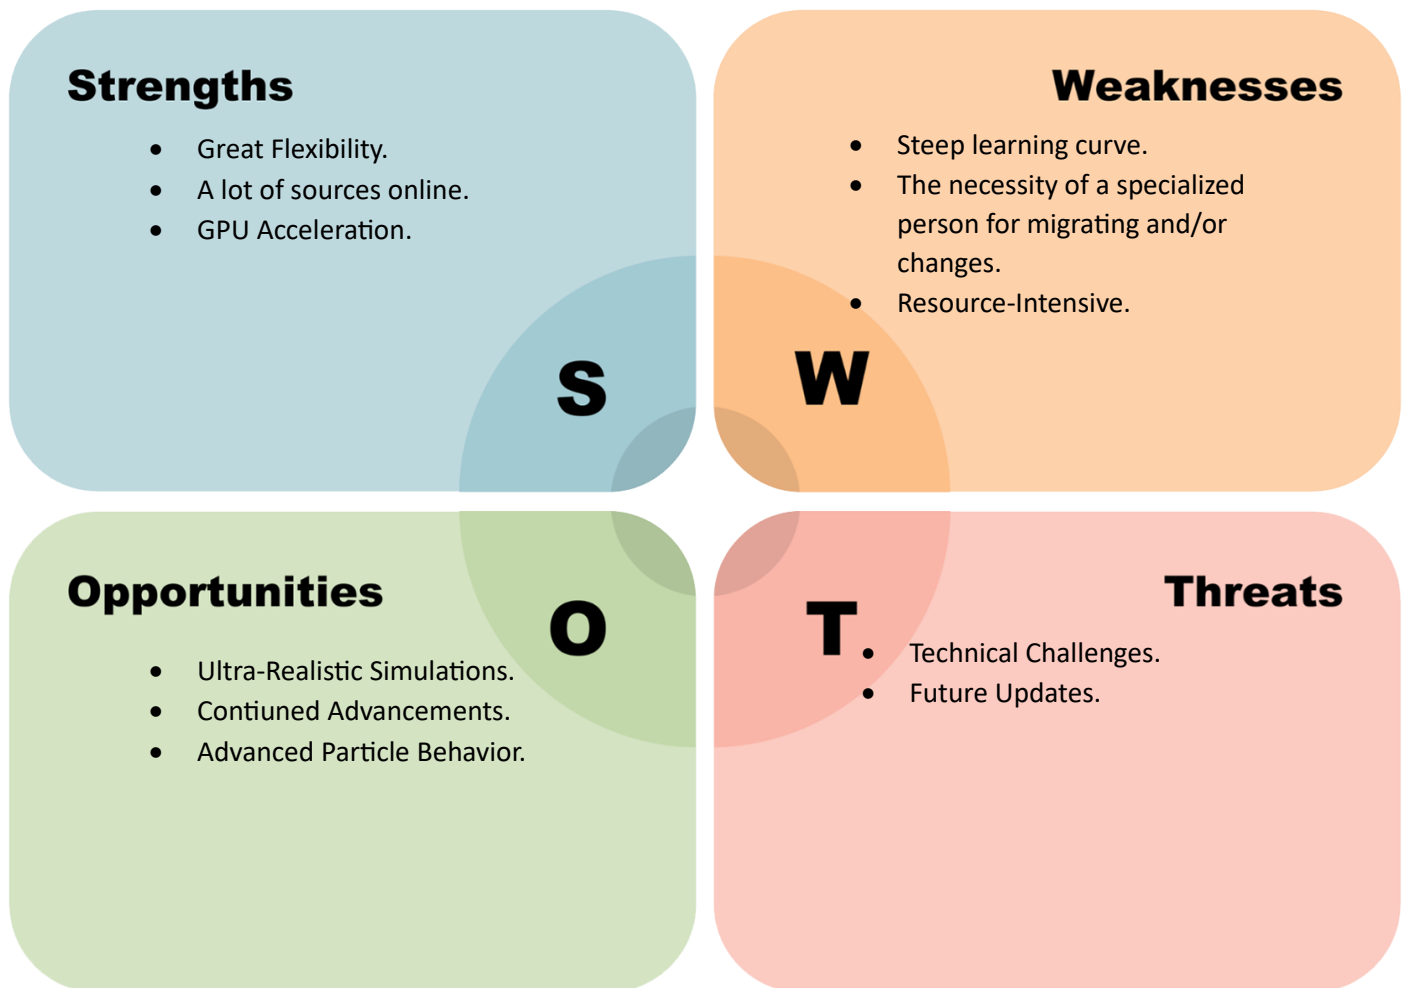 Strengths
• Great Flexibility.
• A lot of sources online.
• GPU Acceleration.
S
Weaknesses
• Steep learning curve.
• The necessity of a specialized
person for migrating and/or
changes.
• Resource-Intensive.
W
Opportunities
O
• Ultra-Realistic Simulations.
• Contiuned Advancements.
• Advanced Particle Behavior.
Threats
T
• Technical Challenges.
• Future Updates.